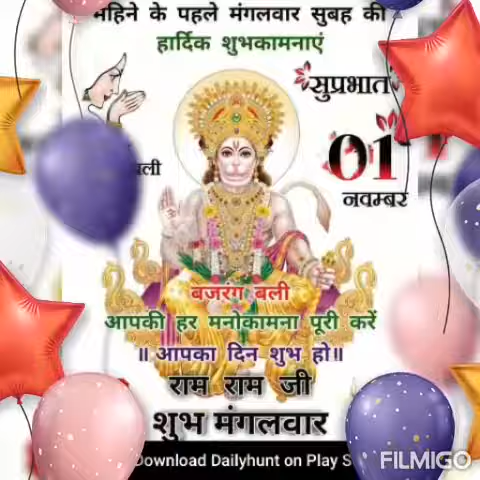 महिने के पहले मंगलवार सुबह की
हार्दिक शुभकामनाएं
सुप्रभात
01
नवम्बर
बली
बजरंग बली
आपकी हर मनोकामना पूरी करें
॥ आपका दिन शुभ हो॥
राम राम जी
शुभ मंगलवार
Download Dailyhunt on Play
FILMIGO